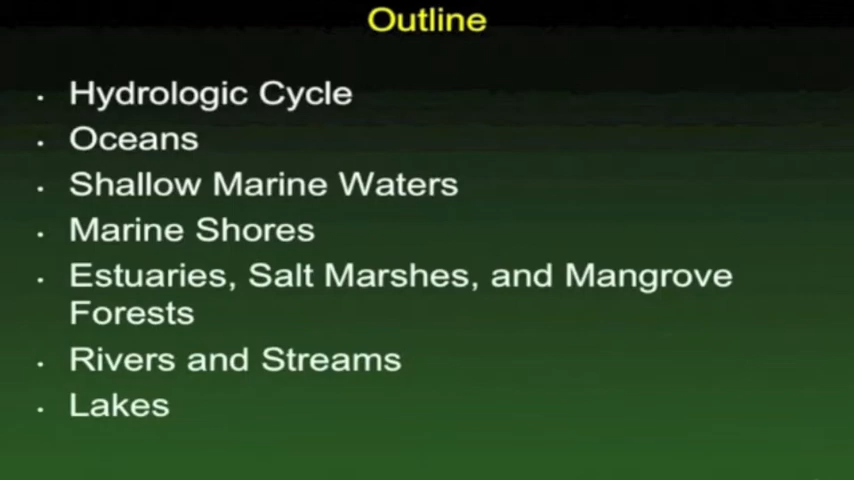 Outline
· Hydrologic Cycle
· Oceans
· Shallow Marine Waters
· Marine Shores
· Estuaries, Salt Marshes, and Mangrove
Forests
· Rivers and Streams
· Lakes